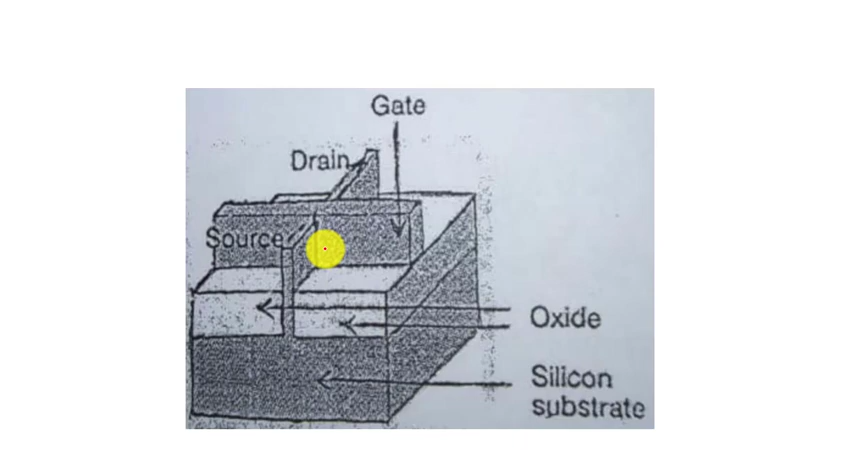 Gate
Drain
Source
Oxide
Silicon
substrate